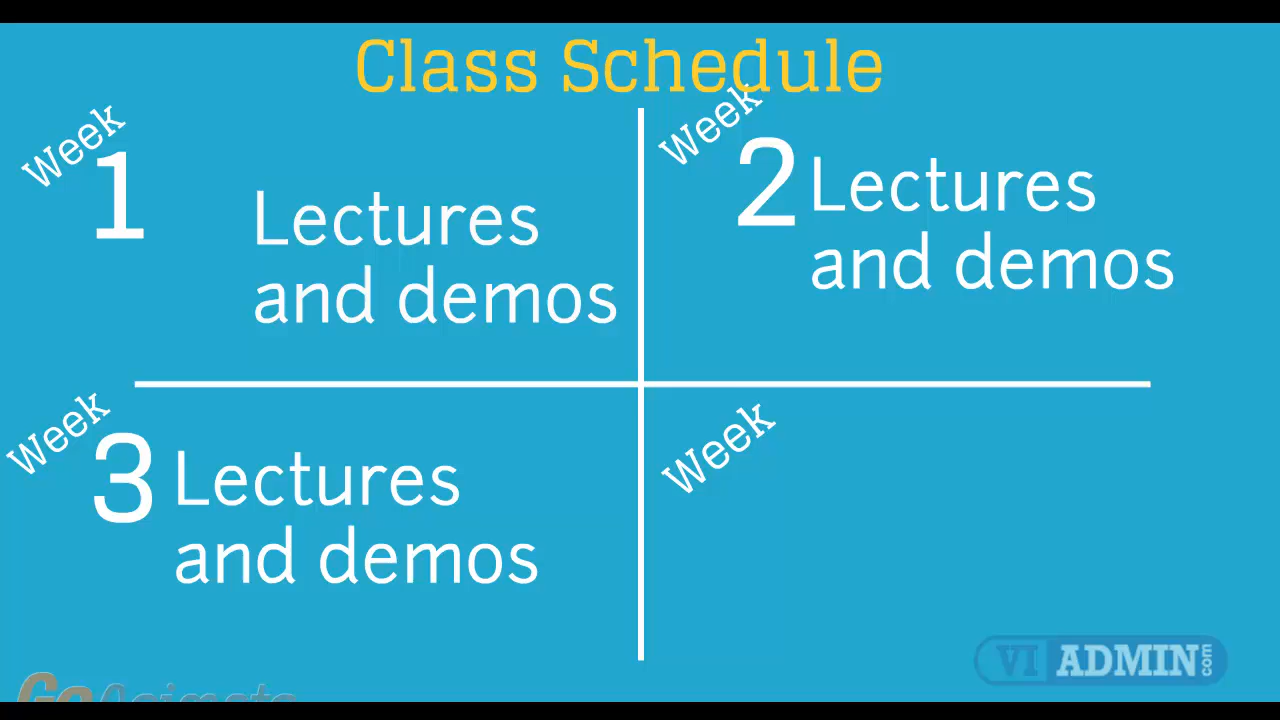 Class Schedule
Week
1
Lectures
and demos
Week
2
Lectures
and demos
Week
3
Lectures
and demos
Week
VI ADMIN.com